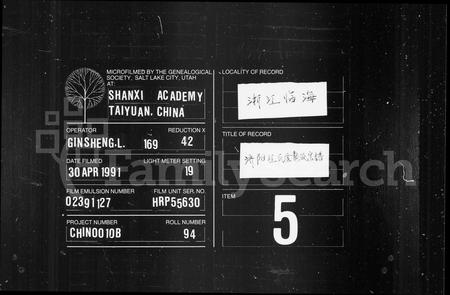 MICROFILMED BY THE GENEALOGICAL
SOCIETY, SALT LAKE CITY, UTAH
AT:
SHANXI ACADEMY
TAIYUAN, CHINA
OPERATOR
REDUCTION X
GINSHENG.L. 169 42
DATE FILMED
LIGHT METER SETTING
30 APR 1991 19
FILM EMULSION NUMBER
FILM UNIT SER. NO.
02391127 HRP55630
PROJECT NUMBER
ROLL NUMBER
CHIN0010B 94
LOCALITY OF RECORD
浙江临海
TITLE OF RECORD
ITEM
5
FamilySearch